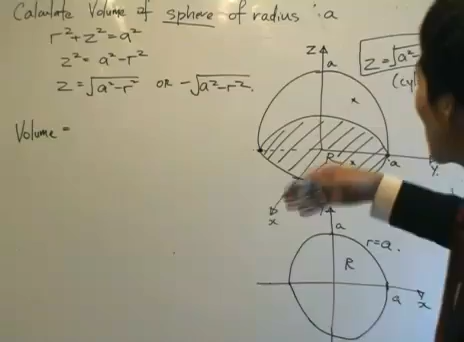 Calculate Volume of sphere of radius : a
r²+z²=a²
z² = a²-r²
z = √a²-r² OR -√a²-r².
Volume =
z
a
z=√a²
(cyl
R
a
y
x
a
r=a.
R
a
x